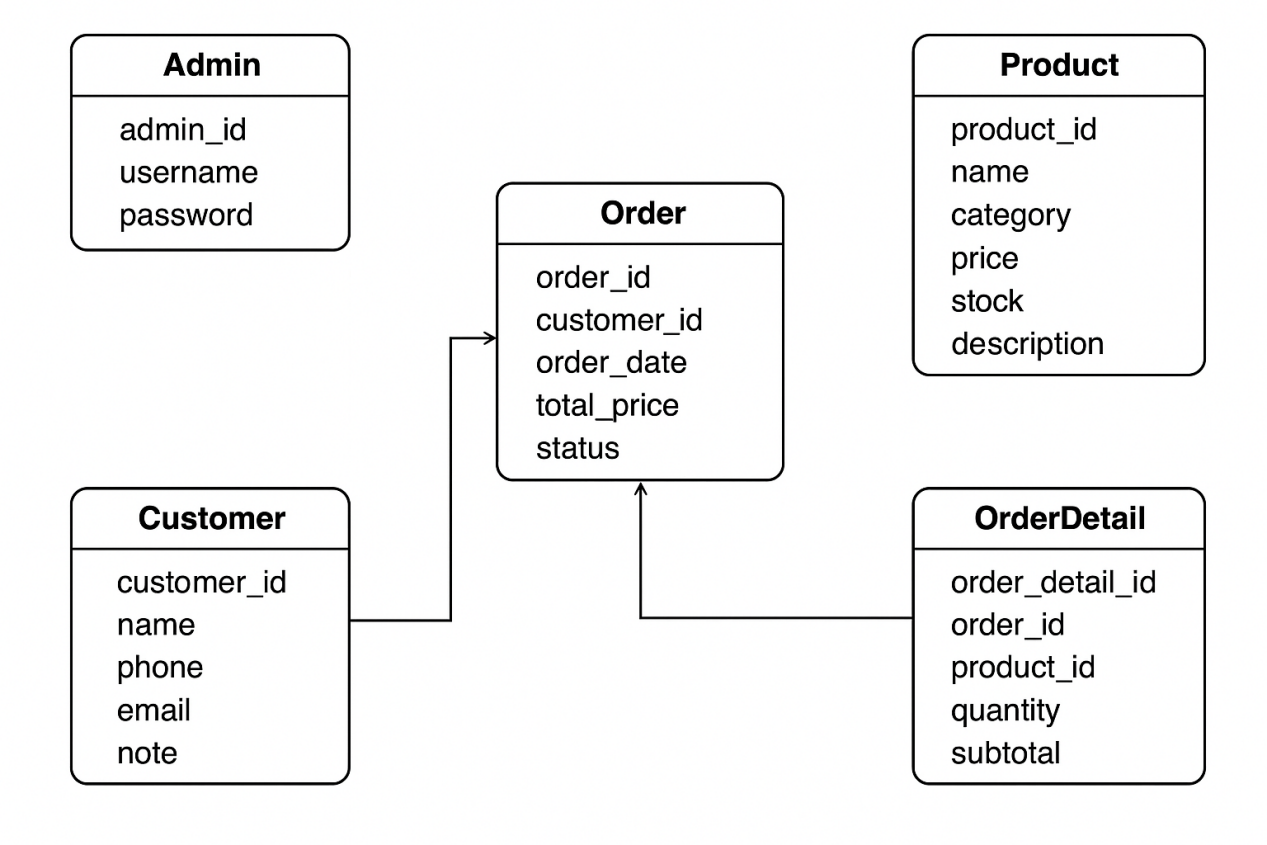 Admin
admin_id
username
password
Product
product_id
name
category
price
stock
description
Order
order_id
customer_id
order_date
total_price
status
Customer
customer_id
name
phone
email
note
OrderDetail
order_detail_id
order_id
product_id
quantity
subtotal